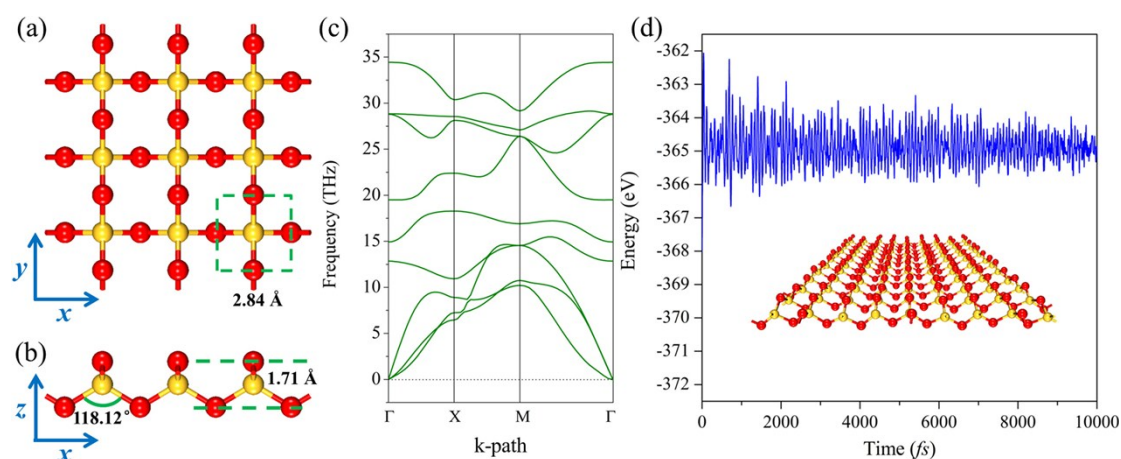 (a)
y
x
2.84 Å
(b)
z
x
118.12°
1.71 Å
(c)
Frequency (THz)
35
30
25
20
15
10
5
0
Γ
X
M
Γ
k-path
(d)
Energy (eV)
-362
-363
-364
-365
-366
-367
-368
-369
-370
-371
-372
0
2000
4000
6000
8000
10000
Time (fs)